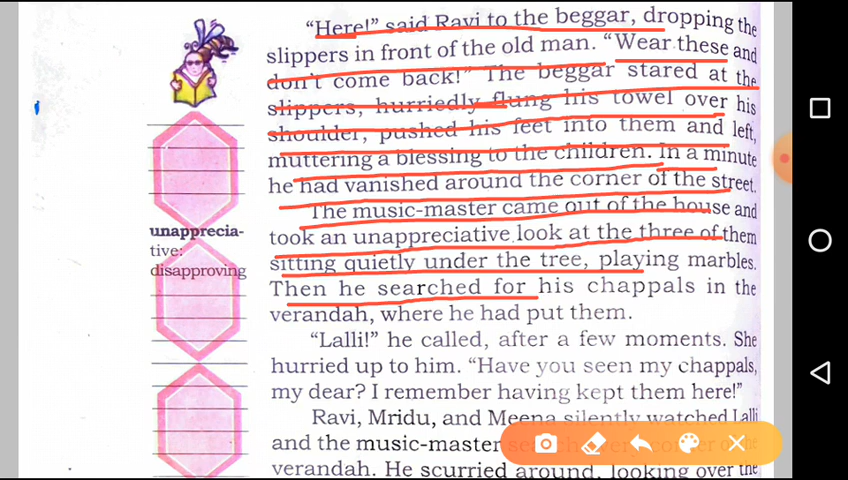 "Here!" said Ravi to the beggar, dropping the
slippers in front of the old man. "Wear these and
don't come back!" The beggar stared at the
slippers, hurriedly flung his towel over his
shoulder, pushed his feet into them and left,
muttering a blessing to the children. In a minute
he had vanished around the corner of the street.
The music-master came out of the house and
took an unappreciative look at the three of them
sitting quietly under the tree, playing marbles.
Then he searched for his chappals in the
verandah, where he had put them.
"Lalli!" he called, after a few moments. She
hurried up to him. "Have you seen my chappals,
my dear? I remember having kept them here!"
Ravi, Mridu, and Meena silently watched Lalli
and the music-master
verandah. He scurried around, looking over the
unapprecia-
tive:
disapproving